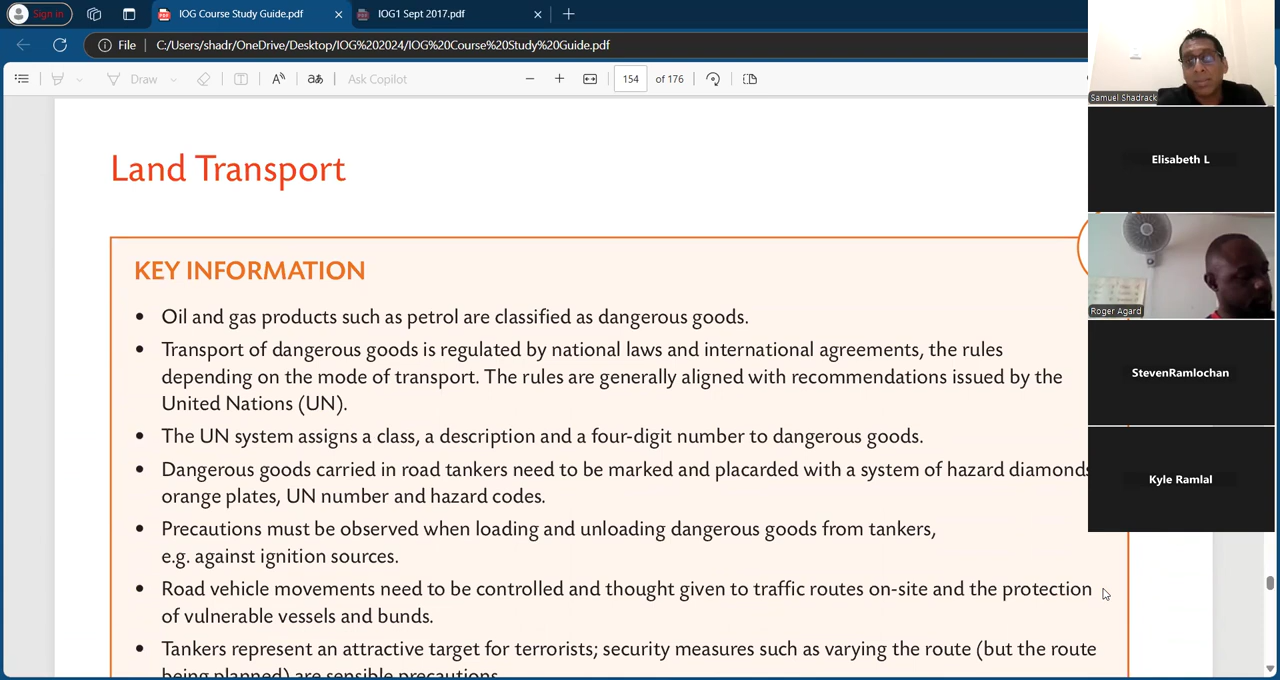 Sign in
IOG Course Study Guide.pdf
IOG1 Sept 2017.pdf
File
C:/Users/shadr/OneDrive/Desktop/IOG%202024/IOG%20Course%20Study%20Guide.pdf
Draw
T
A
aあ
Ask Copilot
154 of 176
Land Transport
KEY INFORMATION
• Oil and gas products such as petrol are classified as dangerous goods.
• Transport of dangerous goods is regulated by national laws and international agreements, the rules
depending on the mode of transport. The rules are generally aligned with recommendations issued by the
United Nations (UN).
• The UN system assigns a class, a description and a four-digit number to dangerous goods.
• Dangerous goods carried in road tankers need to be marked and placarded with a system of hazard diamonds
orange plates, UN number and hazard codes.
• Precautions must be observed when loading and unloading dangerous goods from tankers,
e.g. against ignition sources.
• Road vehicle movements need to be controlled and thought given to traffic routes on-site and the protection
of vulnerable vessels and bunds.
• Tankers represent an attractive target for terrorists; security measures such as varying the route (but the route
being planned) are sensible precautions.
Samuel Shadrack
Elisabeth L
Roger Agard
StevenRamlochan
Kyle Ramlal